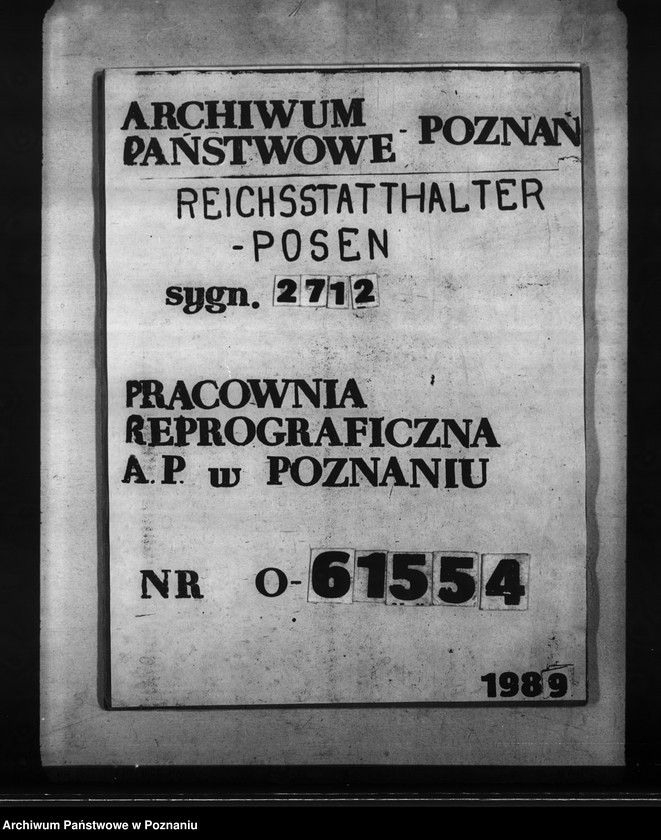 ARCHIWUM
PAŃSTWOWE - POZNAŃ
REICHSSTATTHALTER
-POSEN
sygn. 2712
PRACOWNIA
REPROGRAFICZNA
A.P. w POZNANIU
NR O-61554
1989
Archiwum Państwowe w Poznaniu